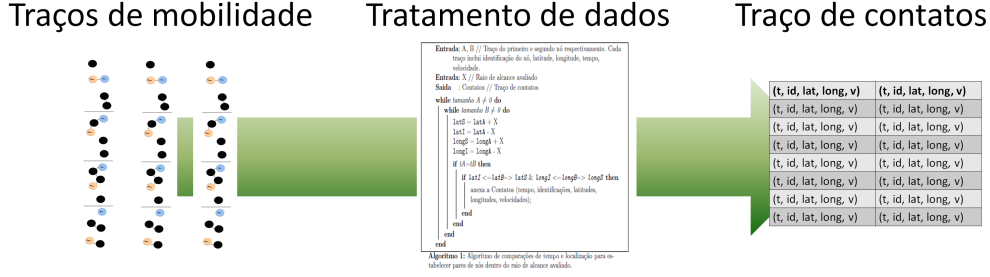 Traços de mobilidade
Tratamento de dados
Traço de contatos
Entrada: A, B // Traço do primeiro e segundo nó respectivamente. Cada
traço inclui identificação do nó, latitude, longitude, tempo,
velocidade.
Entrada: X // Raio de alcance avaliado
Saída : Contatos // Traço de contatos
while tamanho A ≠ 0 do
while tamanho B ≠ 0 do
latS = latA + X
latI = latA - X
longS = longA + X
longI = longA - X
if tA=tB then
if latI <=latB=> latS & longI <=longB=> longS then
anexa a Contatos (tempo, identificações, latitudes,
longitudes, velocidades);
end
end
end
end
Algoritmo 1: Algoritmo de comparações de tempo e localização para es-
tabelecer pares de nós dentro do raio de alcance avaliado.
(t, id, lat, long, v) (t, id, lat, long, v)
(t, id, lat, long, v) (t, id, lat, long, v)
(t, id, lat, long, v) (t, id, lat, long, v)
(t, id, lat, long, v) (t, id, lat, long, v)
(t, id, lat, long, v) (t, id, lat, long, v)
(t, id, lat, long, v) (t, id, lat, long, v)
(t, id, lat, long, v) (t, id, lat, long, v)
(t, id, lat, long, v) (t, id, lat, long, v)